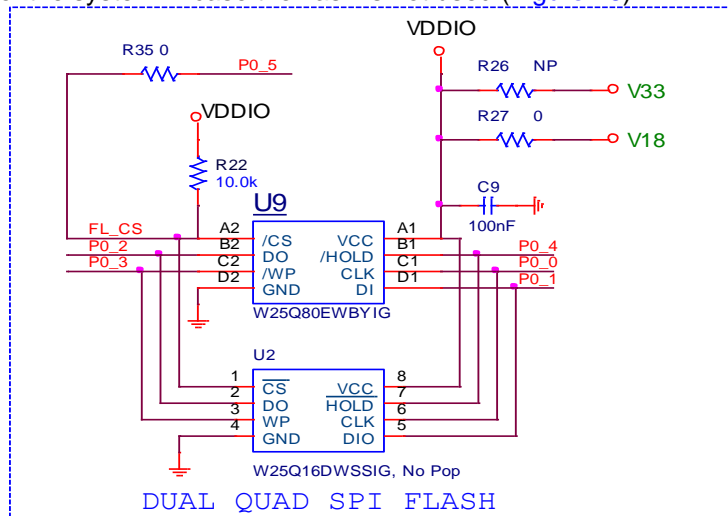 VDDIO
R35 0
P0_5
R26 NP
V33
VDDIO
R27 0
V18
R22
10.0k
C9
100nF
U9
FL_CS
P0_2
P0_3
A2 /CS VCC A1
B2 DO /HOLD B1
C2 /WP CLK C1
D2 GND DI D1
P0_4
P0_0
P0_1
W25Q80EWBYIG
U2
1 CS VCC 8
2 DO HOLD 7
3 WP CLK 6
4 GND DIO 5
W25Q16DWSSIG, No Pop
DUAL QUAD SPI FLASH